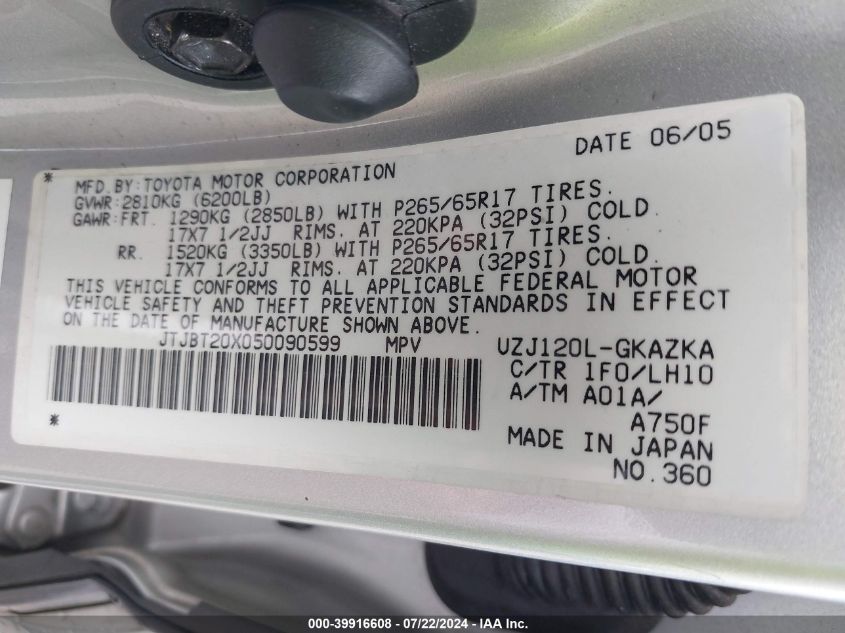 DATE 06/05
* MFD. BY: TOYOTA MOTOR CORPORATION
GVWR: 2810KG (6200LB)
GAWR: FRT. 1290KG (2850LB) WITH P265/65R17 TIRES.
17X7 1/2JJ RIMS. AT 220KPA (32PSI) COLD.
RR. 1520KG (3350LB) WITH P265/65R17 TIRES.
17X7 1/2JJ RIMS. AT 220KPA (32PSI) COLD.
THIS VEHICLE CONFORMS TO ALL APPLICABLE FEDERAL MOTOR
VEHICLE SAFETY AND THEFT PREVENTION STANDARDS IN EFFECT
ON THE DATE OF MANUFACTURE SHOWN ABOVE.
JTJBT20X050090599 MPV UZJ120L-GKAZKA
C/TR 1F0/LH10
A/TM A01A/
*
A750F
MADE IN JAPAN
NO.360
000-39916608 - 07/22/2024 - Copyright IAA, LLC.